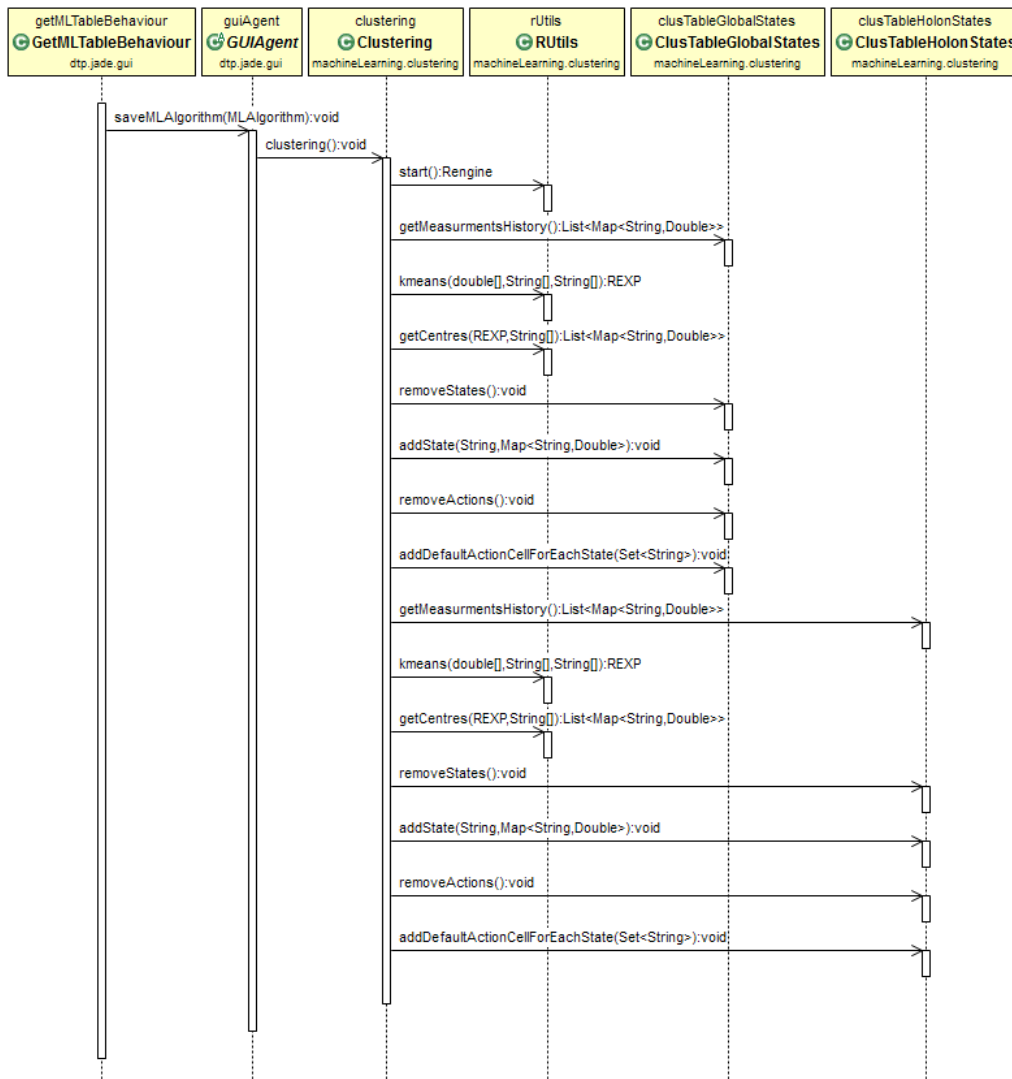 getMLTableBehaviour
GetMLTableBehaviour
dtp.jade.gui
guiAgent
GUIAgent
dtp.jade.gui
clustering
Clustering
machineLearning.clustering
rUtils
RUtils
machineLearning.clustering
clusTableGlobalStates
ClusTableGlobalStates
machineLearning.clustering
clusTableHolonStates
ClusTableHolonStates
machineLearning.clustering
saveMLAlgorithm(MLAlgorithm):void
clustering():void
start():Rengine
getMeasurmentsHistory():List<Map<String,Double>>
kmeans(double[],String[],String[]):REXP
getCentres(REXP,String[]):List<Map<String,Double>>
removeStates():void
addState(String,Map<String,Double>):void
removeActions():void
addDefaultActionCellForEachState(Set<String>):void
getMeasurmentsHistory():List<Map<String,Double>>
kmeans(double[],String[],String[]):REXP
getCentres(REXP,String[]):List<Map<String,Double>>
removeStates():void
addState(String,Map<String,Double>):void
removeActions():void
addDefaultActionCellForEachState(Set<String>):void